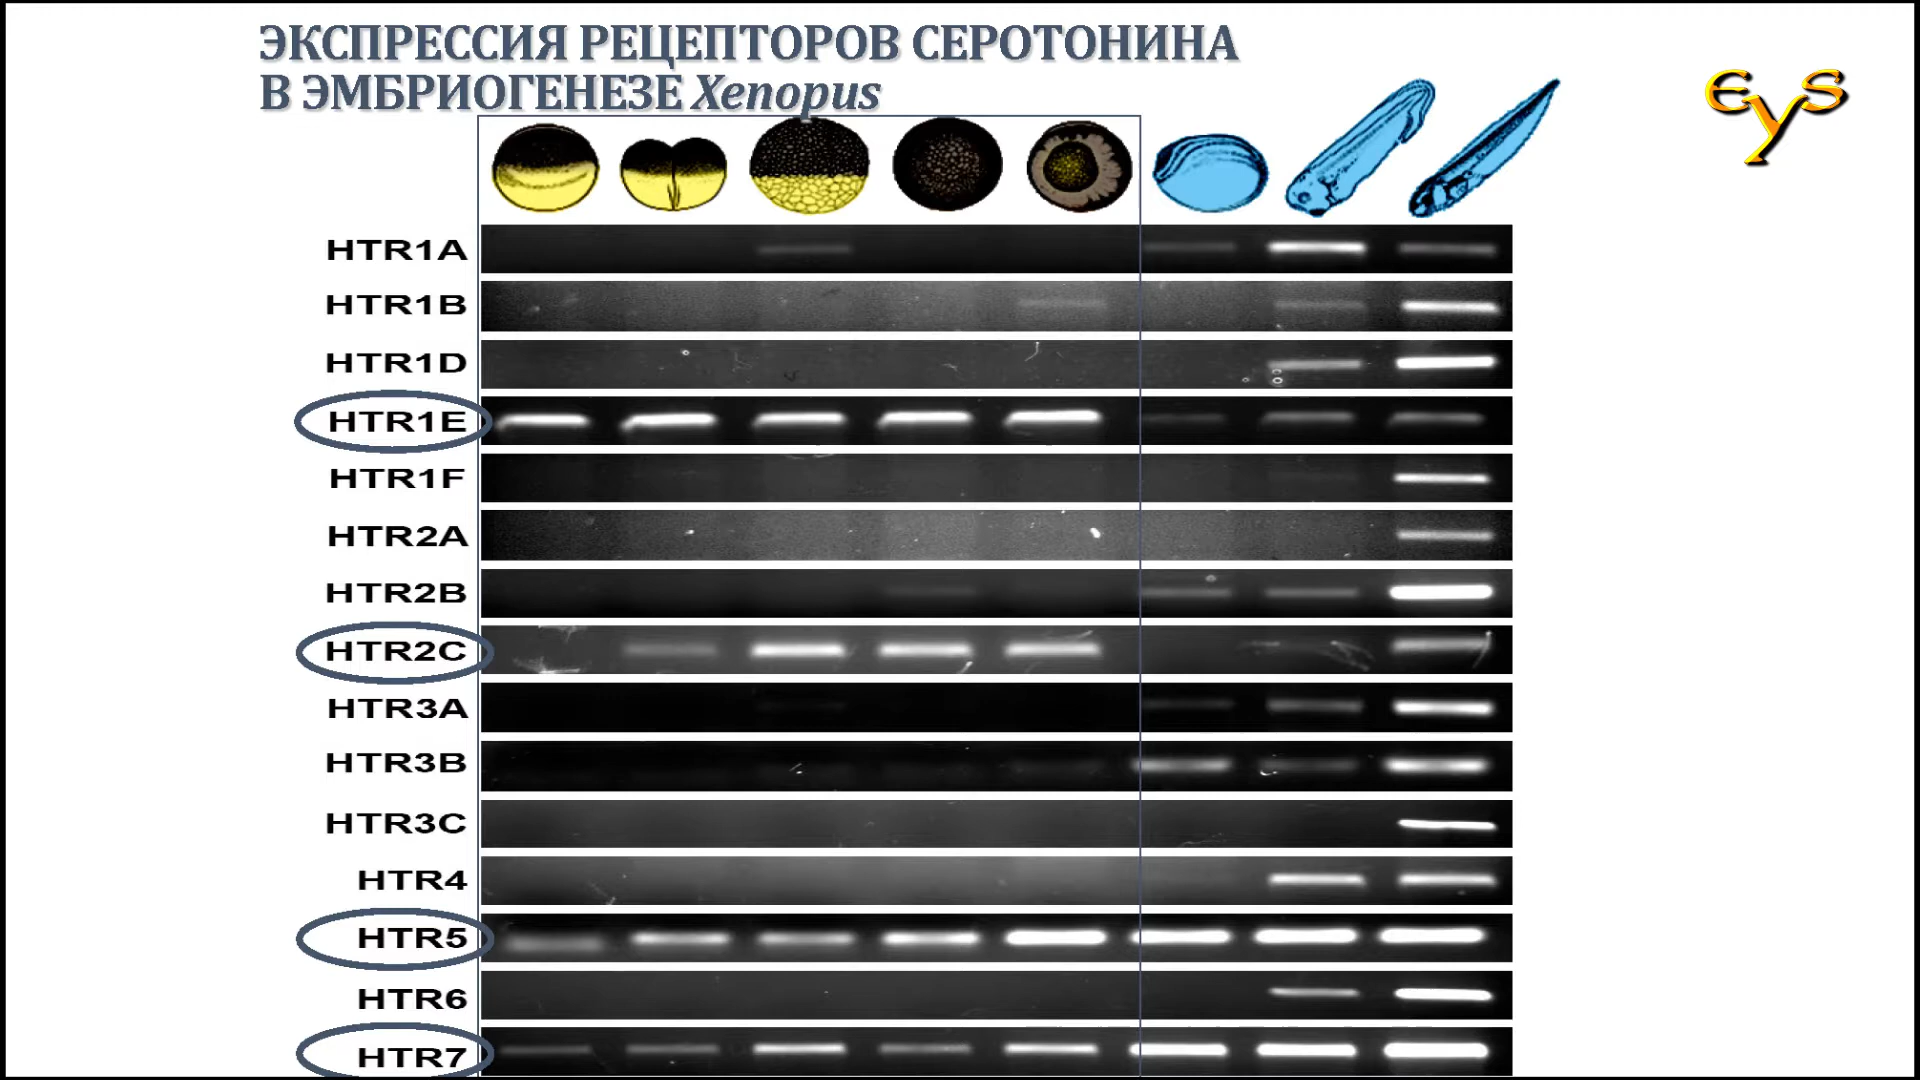 ЭКСПРЕССИЯ РЕЦЕПТОРОВ СЕРОТОНИНА
В ЭМБРИОГЕНЕЗЕ Xenopus
eys
HTR1A
HTR1B
HTR1D
HTR1E
HTR1F
HTR2A
HTR2B
HTR2C
HTR3A
HTR3B
HTR3C
HTR4
HTR5
HTR6
HTR7